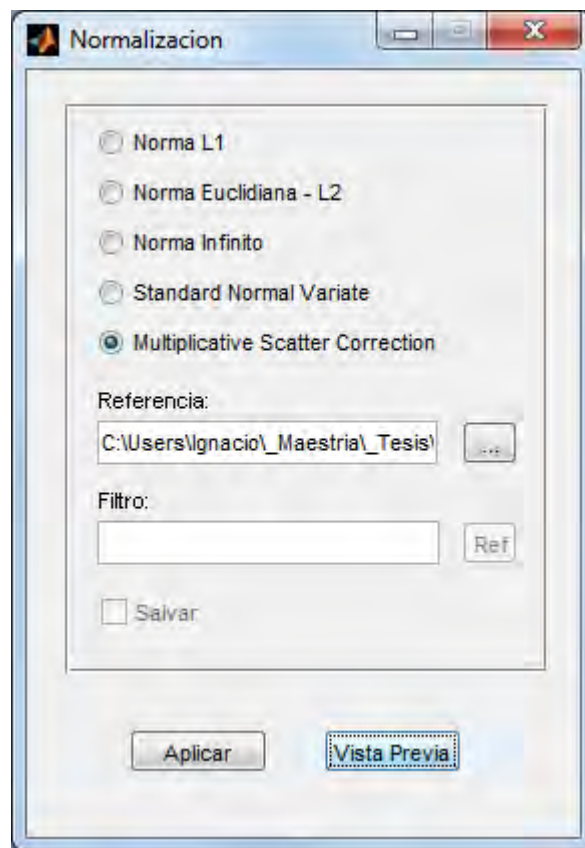 Normalizacion
Norma L1
Norma Euclidiana - L2
Norma Infinito
Standard Normal Variate
Multiplicative Scatter Correction
Referencia:
C:\Users\Ignacio\_Maestria\_Tesis\
...
Filtro:
Ref
Salvar
Aplicar Vista Previa